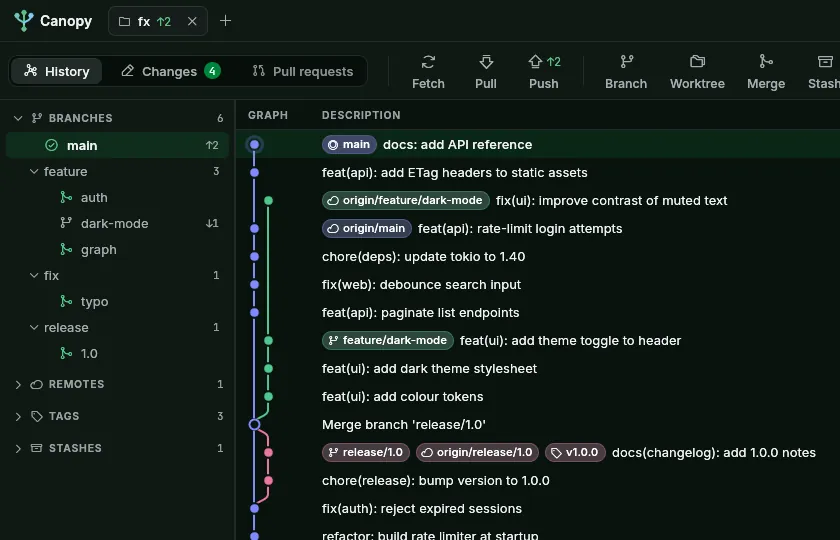 Canopy
fx ↑2
History
Changes 4
Pull requests
Fetch
Pull
Push ↑2
Branch
Worktree
Merge
Stash
BRANCHES 6
main ↑2
feature 3
auth
dark-mode ↓1
graph
fix 1
typo
release 1
1.0
REMOTES 1
TAGS 3
STASHES 1
GRAPH DESCRIPTION
main docs: add API reference
feat(api): add ETag headers to static assets
origin/feature/dark-mode fix(ui): improve contrast of muted text
origin/main feat(api): rate-limit login attempts
chore(deps): update tokio to 1.40
fix(web): debounce search input
feat(api): paginate list endpoints
feature/dark-mode feat(ui): add theme toggle to header
feat(ui): add dark theme stylesheet
feat(ui): add colour tokens
Merge branch 'release/1.0'
release/1.0 origin/release/1.0 v1.0.0 docs(changelog): add 1.0.0 notes
chore(release): bump version to 1.0.0
fix(auth): reject expired sessions
refactor: build rate limiter at startup